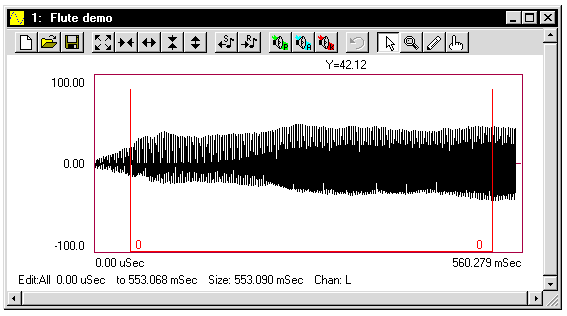 1: Flute demo
S R
R R R
Y=42.12
100.00
0.00
-100.0
0 0
0.00 uSec 560.279 mSec
Edit:All 0.00 uSec to 553.068 mSec Size: 553.090 mSec Chan: L